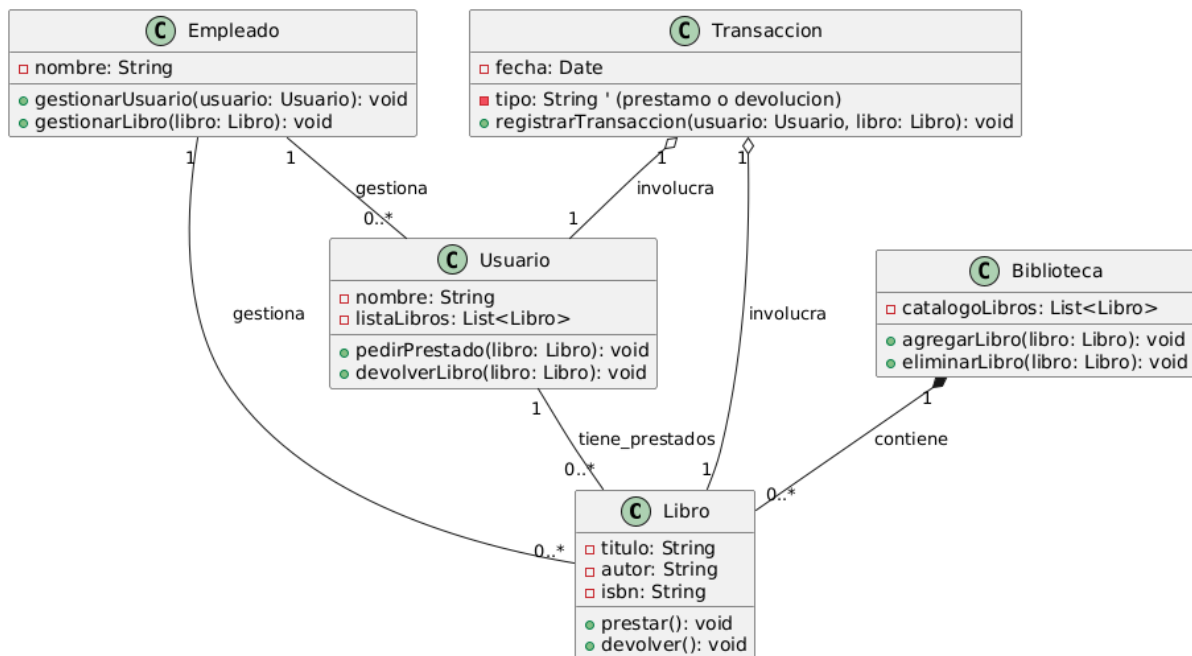 C Empleado
nombre: String
gestionarUsuario(usuario: Usuario): void
gestionarLibro(libro: Libro): void
C Transaccion
fecha: Date
tipo: String ' (prestamo o devolucion)
registrarTransaccion(usuario: Usuario, libro: Libro): void
1
1
1
1
gestiona
involucra
0..*
1
C Usuario
nombre: String
listaLibros: List<Libro>
pedirPrestado(libro: Libro): void
devolverLibro(libro: Libro): void
C Biblioteca
catalogoLibros: List<Libro>
agregarLibro(libro: Libro): void
eliminarLibro(libro: Libro): void
gestiona
involucra
1
1
tiene_prestados
contiene
0..*
1
0..*
0..*
C Libro
titulo: String
autor: String
isbn: String
prestar(): void
devolver(): void